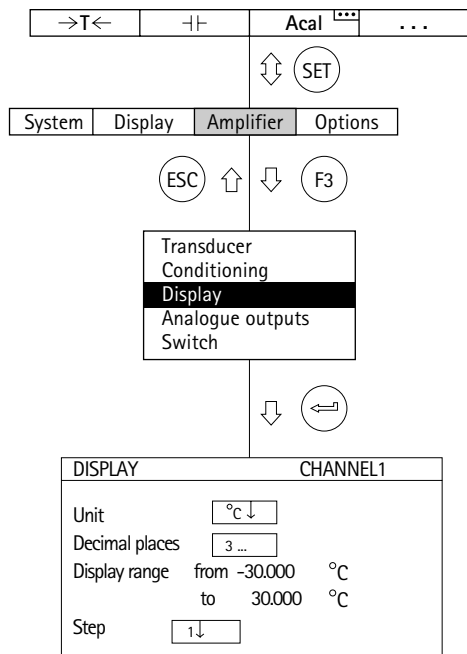 →T← ⊣⊢ Acal ... . . .
SET
System Display Amplifier Options
ESC F3
Transducer
Conditioning
Display
Analogue outputs
Switch
DISPLAY CHANNEL1
Unit °C↓
Decimal places 3 ...
Display range from -30.000 °C
to 30.000 °C
Step 1↓